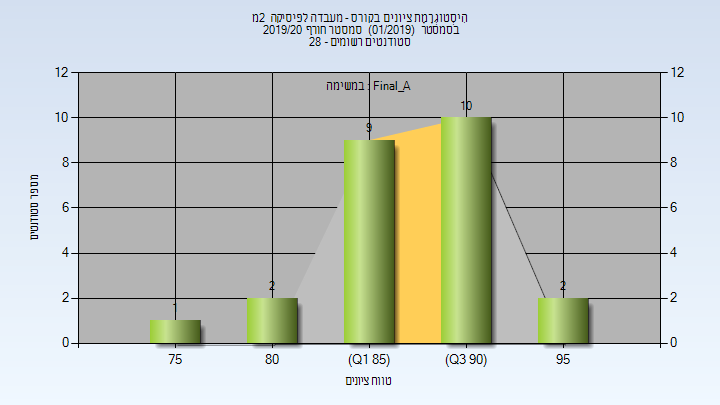 היסטוגרמת ציונים בקורס - מעבדה לפיסיקה 2מ
בסמסטר (01/2019) סמסטר חורף 2019/20
סטודנטים רשומים - 28
במשימה : Final_A
12 12
10 10
8 8
6 6
4 4
2 2
0 0
מספר סטודנטים
1 2 9 10 2
75 80 (Q1 85) (Q3 90) 95
טווח ציונים